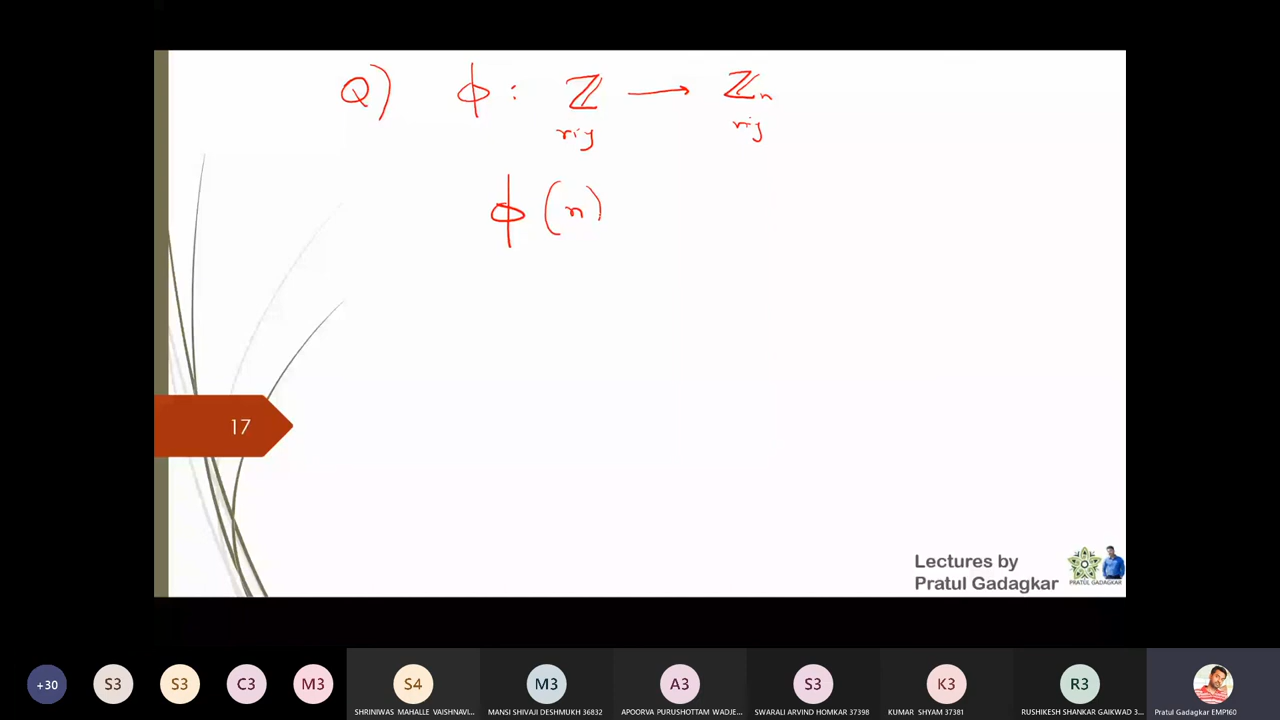 Q) ϕ : ℤ → ℤn
ring ring
ϕ (n)
17
Lectures by
Pratul Gadagkar
PRATUL GADAGKAR
+30 S3 S3 C3 M3 S4 M3 A3 S3 K3 R3
SHRINIWAS MAHALLE VAISHNAVI... MANSI SHIVAJI DESHMUKH 36832 APOORVA PURUSHOTTAM WADJE... SWARALI ARVIND HOMKAR 37398 KUMAR SHYAM 37381 RUSHIKESH SHANKAR GAIKWAD 3... Pratul Gadagkar EMP160